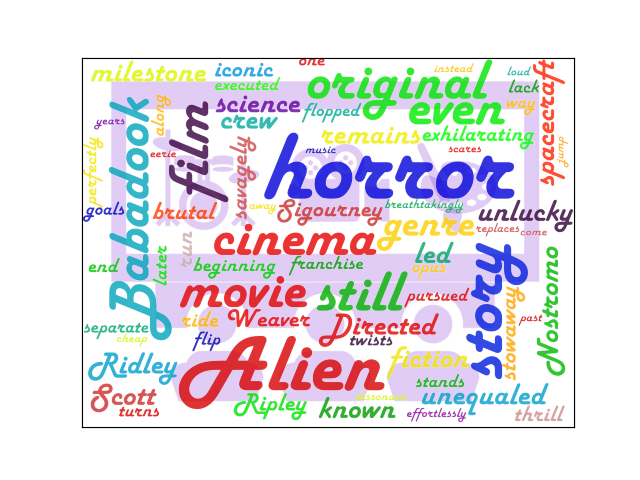 one
milestone
iconic
instead
loud
spacecraft
executed
original
lack
years
along
science
flopped
even
way
Babadook
film
crew
remains
exhilarating
jump
perfectly
eerie
savagely
music
horror
scares
goals
brutal
away
Sigourney
breathtakingly
unlucky
genre
replaces
come
run
cinema
later
end
beginning
franchise
led
opus
story
Nostromo
movie
still
pursued
stowaway
past
separate
cheap
ride
Weaver
Directed
flip
twists
Ridley
Alien
fiction
stands
Scott
turns
Ripley
known
unequaled
effortlessly
thrill